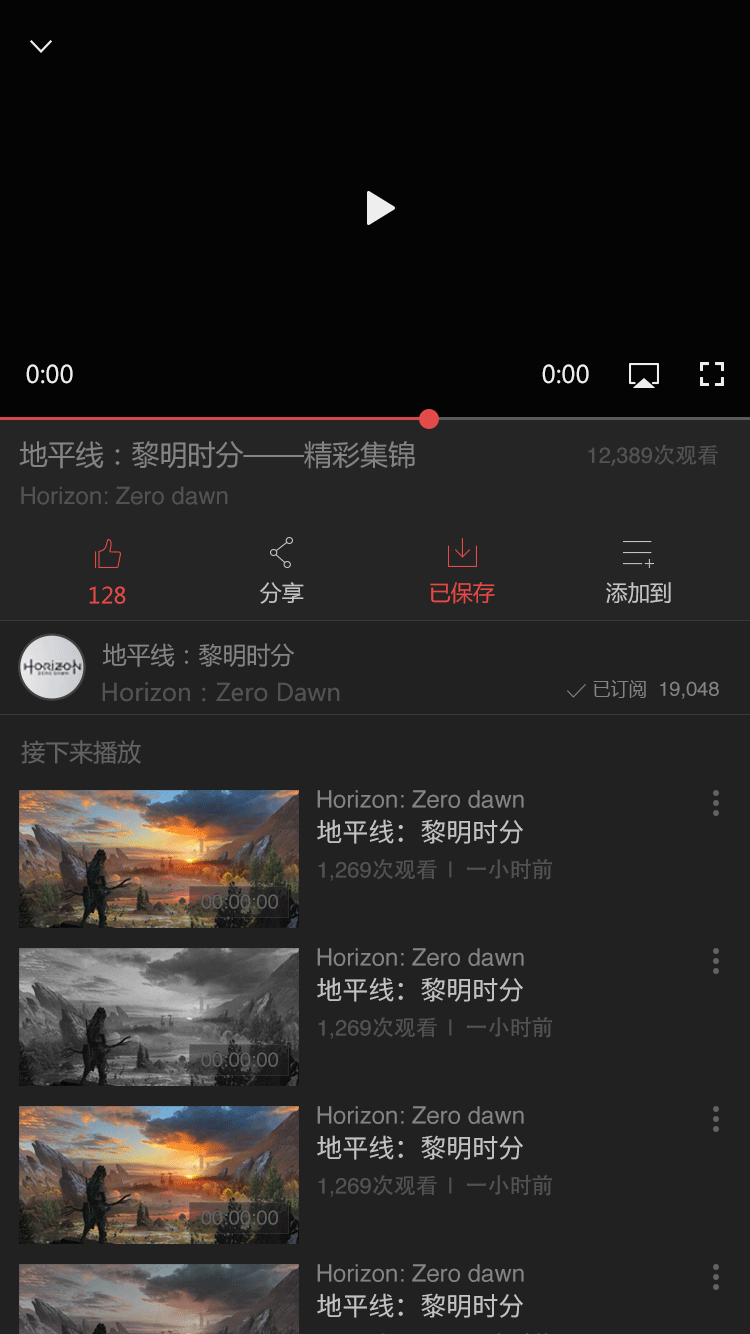 0:00 0:00
地平线：黎明时分——精彩集锦 12,389次观看
Horizon: Zero dawn
128 分享 已保存 添加到
HORIZON
ZERO DAWN
地平线：黎明时分
Horizon：Zero Dawn
已订阅 19,048
接下来播放
Horizon: Zero dawn
地平线：黎明时分
1,269次观看 | 一小时前
00:00:00
Horizon: Zero dawn
地平线：黎明时分
1,269次观看 | 一小时前
00:00:00
Horizon: Zero dawn
地平线：黎明时分
1,269次观看 | 一小时前
00:00:00
Horizon: Zero dawn
地平线：黎明时分